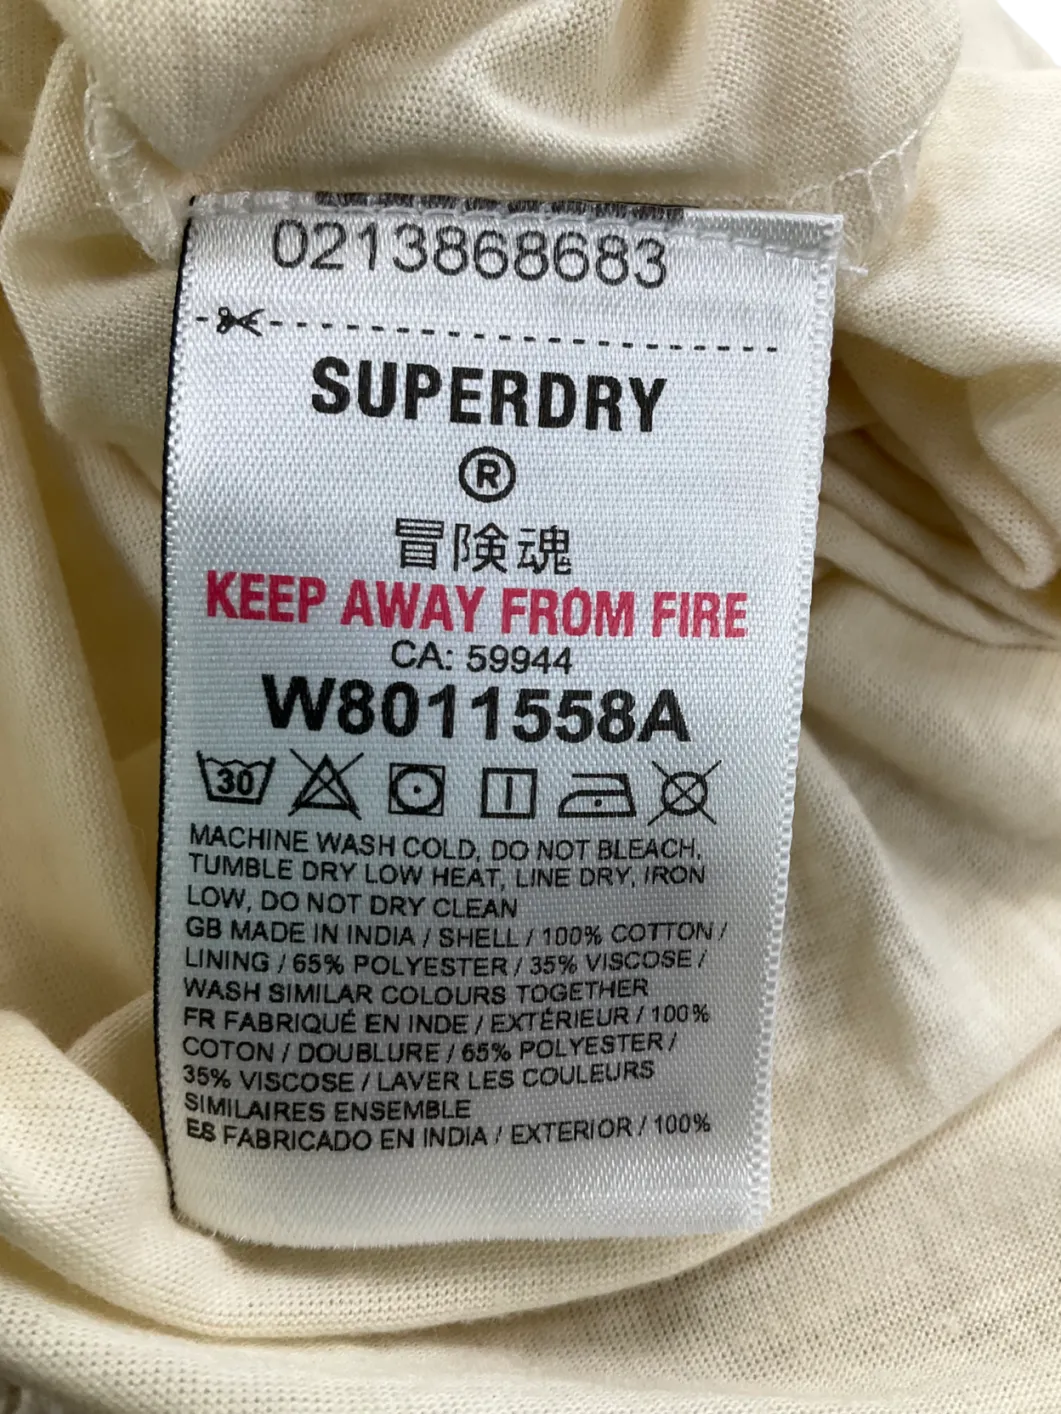 0213868683
SUPERDRY
®
冒険魂
KEEP AWAY FROM FIRE
CA: 59944
W8011558A
30
MACHINE WASH COLD, DO NOT BLEACH,
TUMBLE DRY LOW HEAT, LINE DRY, IRON
LOW, DO NOT DRY CLEAN
GB MADE IN INDIA / SHELL / 100% COTTON /
LINING / 65% POLYESTER / 35% VISCOSE /
WASH SIMILAR COLOURS TOGETHER
FR FABRIQUÉ EN INDE / EXTÉRIEUR / 100%
COTON / DOUBLURE / 65% POLYESTER /
35% VISCOSE / LAVER LES COULEURS
SIMILAIRES ENSEMBLE
ES FABRICADO EN INDIA / EXTERIOR / 100%